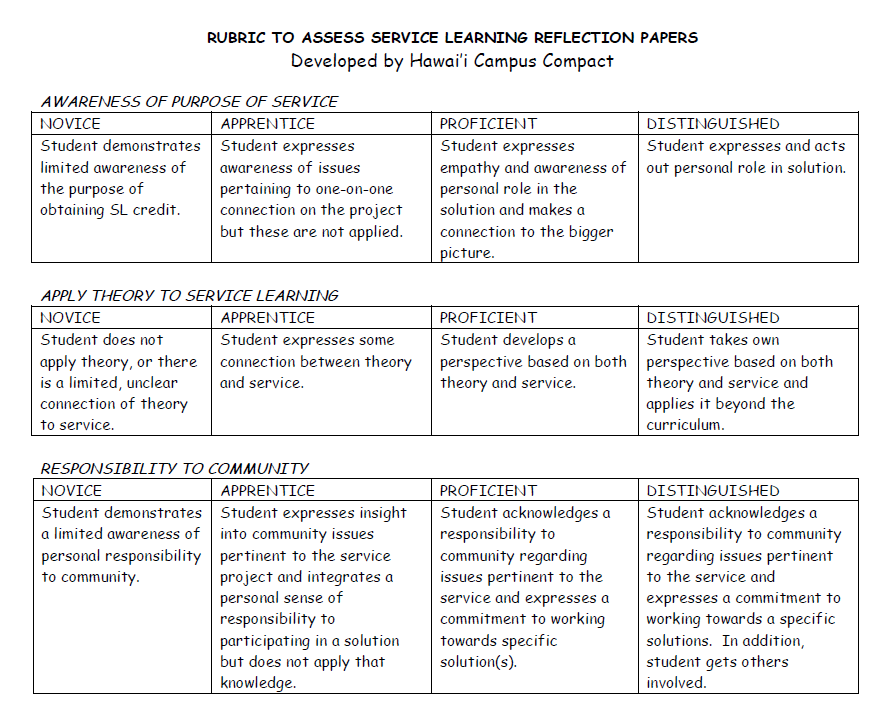 RUBRIC TO ASSESS SERVICE LEARNING REFLECTION PAPERS
Developed by Hawai'i Campus Compact
AWARENESS OF PURPOSE OF SERVICE
NOVICE
Student demonstrates
limited awareness of
the purpose of
obtaining SL credit.
APPRENTICE
Student expresses
awareness of issues
pertaining to one-on-one
connection on the project
but these are not applied.
PROFICIENT
Student expresses
empathy and awareness of
personal role in the
solution and makes a
connection to the bigger
picture.
DISTINGUISHED
Student expresses and acts
out personal role in solution.
APPLY THEORY TO SERVICE LEARNING
NOVICE
Student does not
apply theory, or there
is a limited, unclear
connection of theory
to service.
APPRENTICE
Student expresses some
connection between theory
and service.
PROFICIENT
Student develops a
perspective based on both
theory and service.
DISTINGUISHED
Student takes own
perspective based on both
theory and service and
applies it beyond the
curriculum.
RESPONSIBILITY TO COMMUNITY
NOVICE
Student demonstrates
a limited awareness of
personal responsibility
to community.
APPRENTICE
Student expresses insight
into community issues
pertinent to the service
project and integrates a
personal sense of
responsibility to
participating in a solution
but does not apply that
knowledge.
PROFICIENT
Student acknowledges a
responsibility to
community regarding
issues pertinent to the
service and expresses a
commitment to working
towards specific
solution(s).
DISTINGUISHED
Student acknowledges a
responsibility to community
regarding issues pertinent
to the service and
expresses a commitment to
working towards a specific
solutions. In addition,
student gets others
involved.